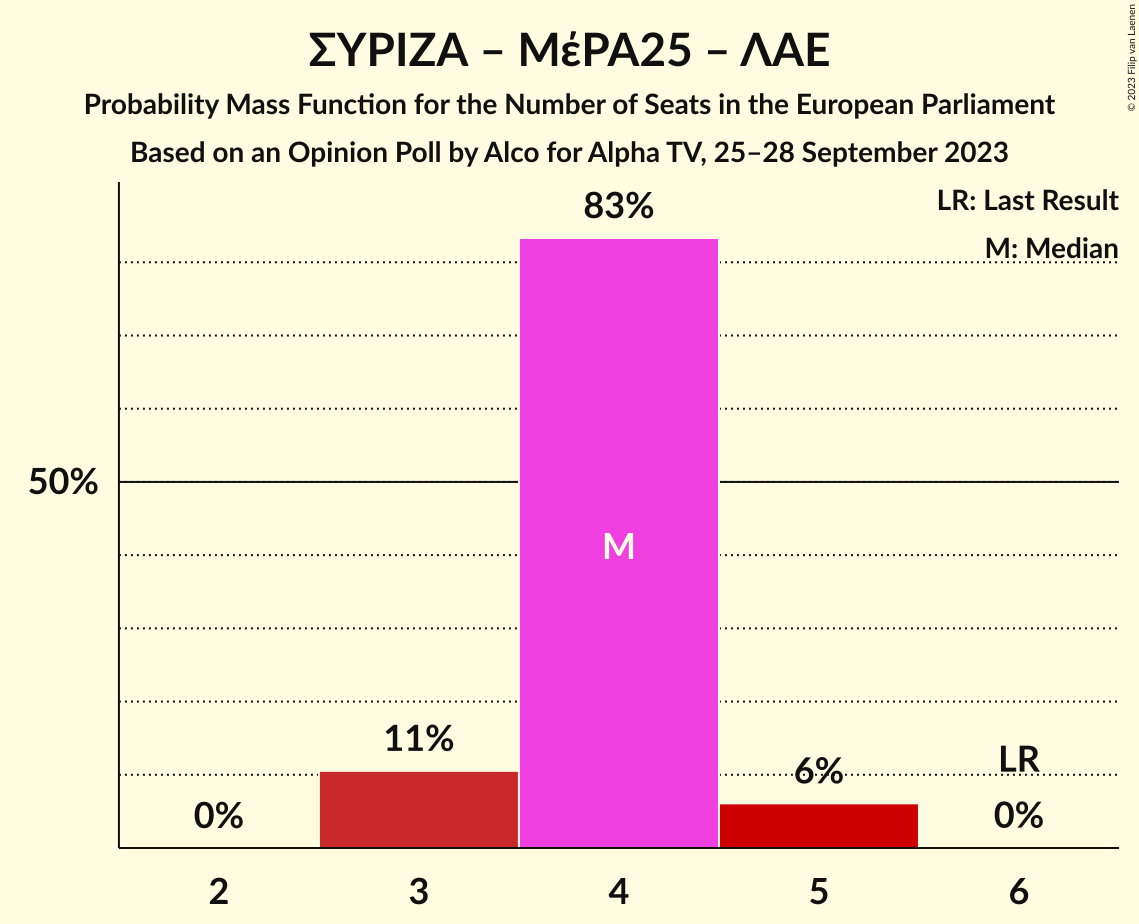 ΣΥΡΙΖΑ – ΜέΡΑ25 – ΛΑΕ
Probability Mass Function for the Number of Seats in the European Parliament
Based on an Opinion Poll by Alco for Alpha TV, 25–28 September 2023
© 2023 Filip van Laenen
LR: Last Result
M: Median
83%
50%
M
11%
6%
LR
0%
0%
2
3
4
5
6